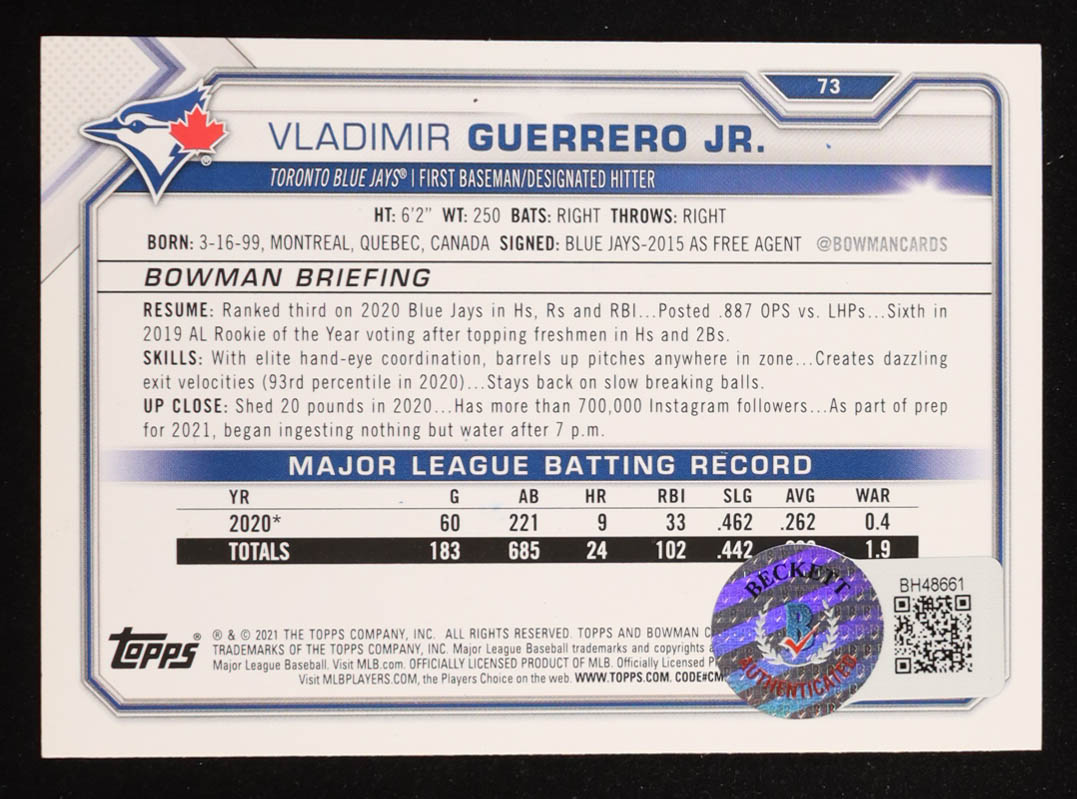 73
VLADIMIR GUERRERO JR.
TORONTO BLUE JAYS® | FIRST BASEMAN/DESIGNATED HITTER
HT: 6'2" WT: 250 BATS: RIGHT THROWS: RIGHT
BORN: 3-16-99, MONTREAL, QUEBEC, CANADA SIGNED: BLUE JAYS-2015 AS FREE AGENT @BOWMANCARDS
BOWMAN BRIEFING
RESUME: Ranked third on 2020 Blue Jays in Hs, Rs and RBI...Posted .887 OPS vs. LHPs...Sixth in
2019 AL Rookie of the Year voting after topping freshmen in Hs and 2Bs.
SKILLS: With elite hand-eye coordination, barrels up pitches anywhere in zone...Creates dazzling
exit velocities (93rd percentile in 2020)...Stays back on slow breaking balls.
UP CLOSE: Shed 20 pounds in 2020...Has more than 700,000 Instagram followers...As part of prep
for 2021, began ingesting nothing but water after 7 p.m.
MAJOR LEAGUE BATTING RECORD
YR G AB HR RBI SLG AVG WAR
2020* 60 221 9 33 .462 .262 0.4
TOTALS 183 685 24 102 .442 1.9
BECKETT
B
AUTHENTICATED
BH48661
Topps®
® & © 2021 THE TOPPS COMPANY, INC. ALL RIGHTS RESERVED. TOPPS AND BOWMAN
TRADEMARKS OF THE TOPPS COMPANY, INC. Major League Baseball trademarks and copyrights
Major League Baseball. Visit MLB.com. OFFICIALLY LICENSED PRODUCT OF MLB. Officially Licensed
Visit MLBPLAYERS.COM, the Players Choice on the web. WWW.TOPPS.COM. CODE#CM